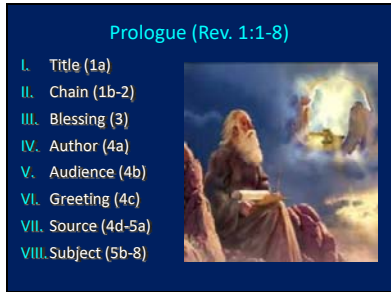 Prologue (Rev. 1:1-8)
I. Title (1a)
II. Chain (1b-2)
III. Blessing (3)
IV. Author (4a)
V. Audience (4b)
VI. Greeting (4c)
VII. Source (4d-5a)
VIII. Subject (5b-8)